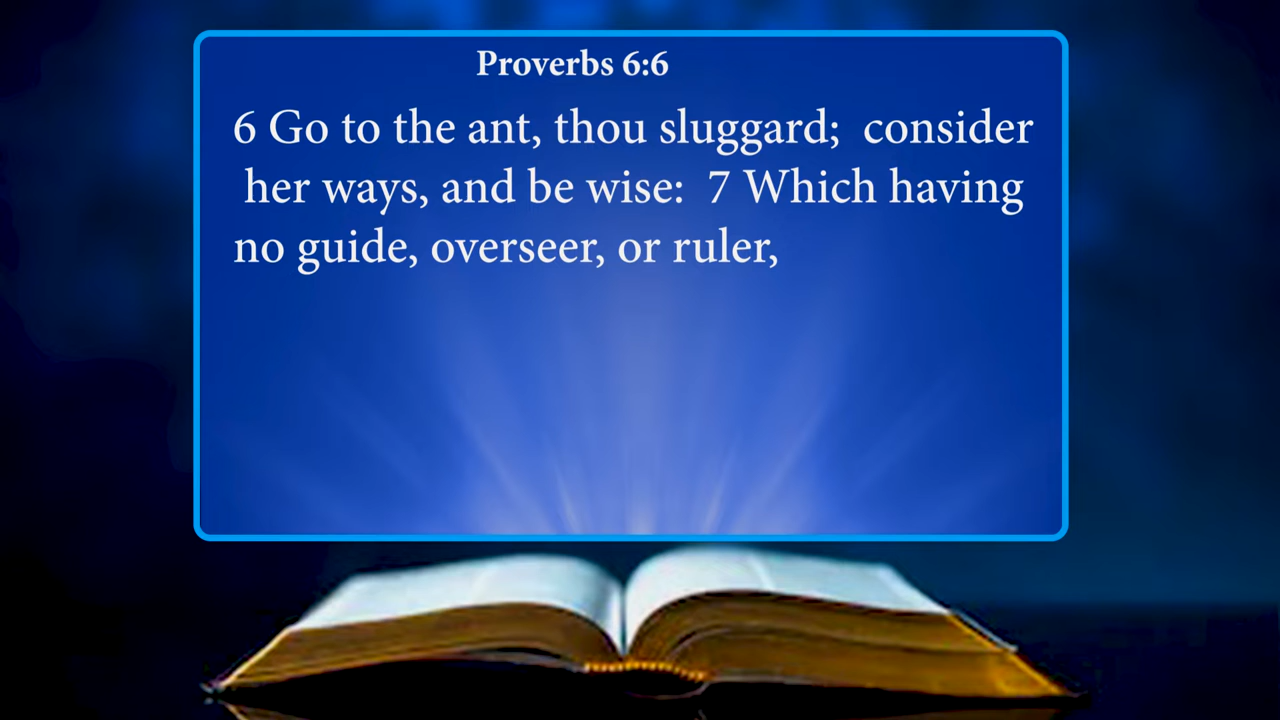 Proverbs 6:6
6 Go to the ant, thou sluggard;  consider
her ways, and be wise:  7 Which having
no guide, overseer, or ruler,